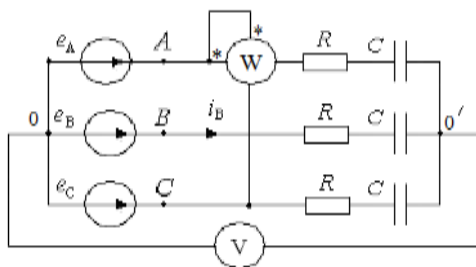 e_A A * * W R C
0 e_B B i_B R C 0′
e_C C R C
V